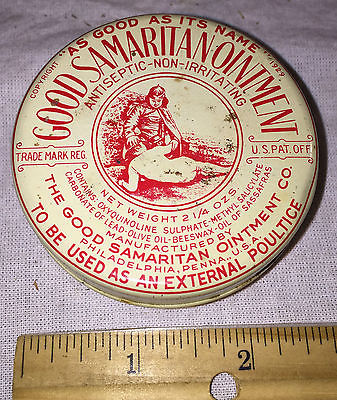 "AS GOOD AS ITS NAME"
COPYRIGHT 1929
GOOD SAMARITAN OINTMENT
ANTISEPTIC-NON-IRRITATING
TRADE MARK REG.
U.S. PAT. OFF.
NET WEIGHT 2 1/4 OZS.
CONTAINS: OXYQUINOLINE SULPHATE-METHYL SALICYLATE
CARBONATE OF LEAD-OLIVE OIL-BEESWAX-OIL OF SASSAFRAS
MANUFACTURED BY
THE GOOD SAMARITAN OINTMENT CO.
PHILADELPHIA, PENNA., U.S.A.
TO BE USED AS AN EXTERNAL POULTICE
1 2